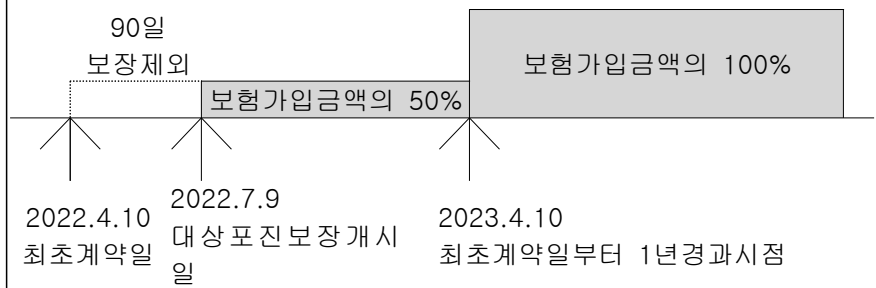 90일
보장제외
보험가입금액의 50%
보험가입금액의 100%
2022.4.10
최초계약일
2022.7.9
대상포진보장개시
일
2023.4.10
최초계약일부터 1년경과시점